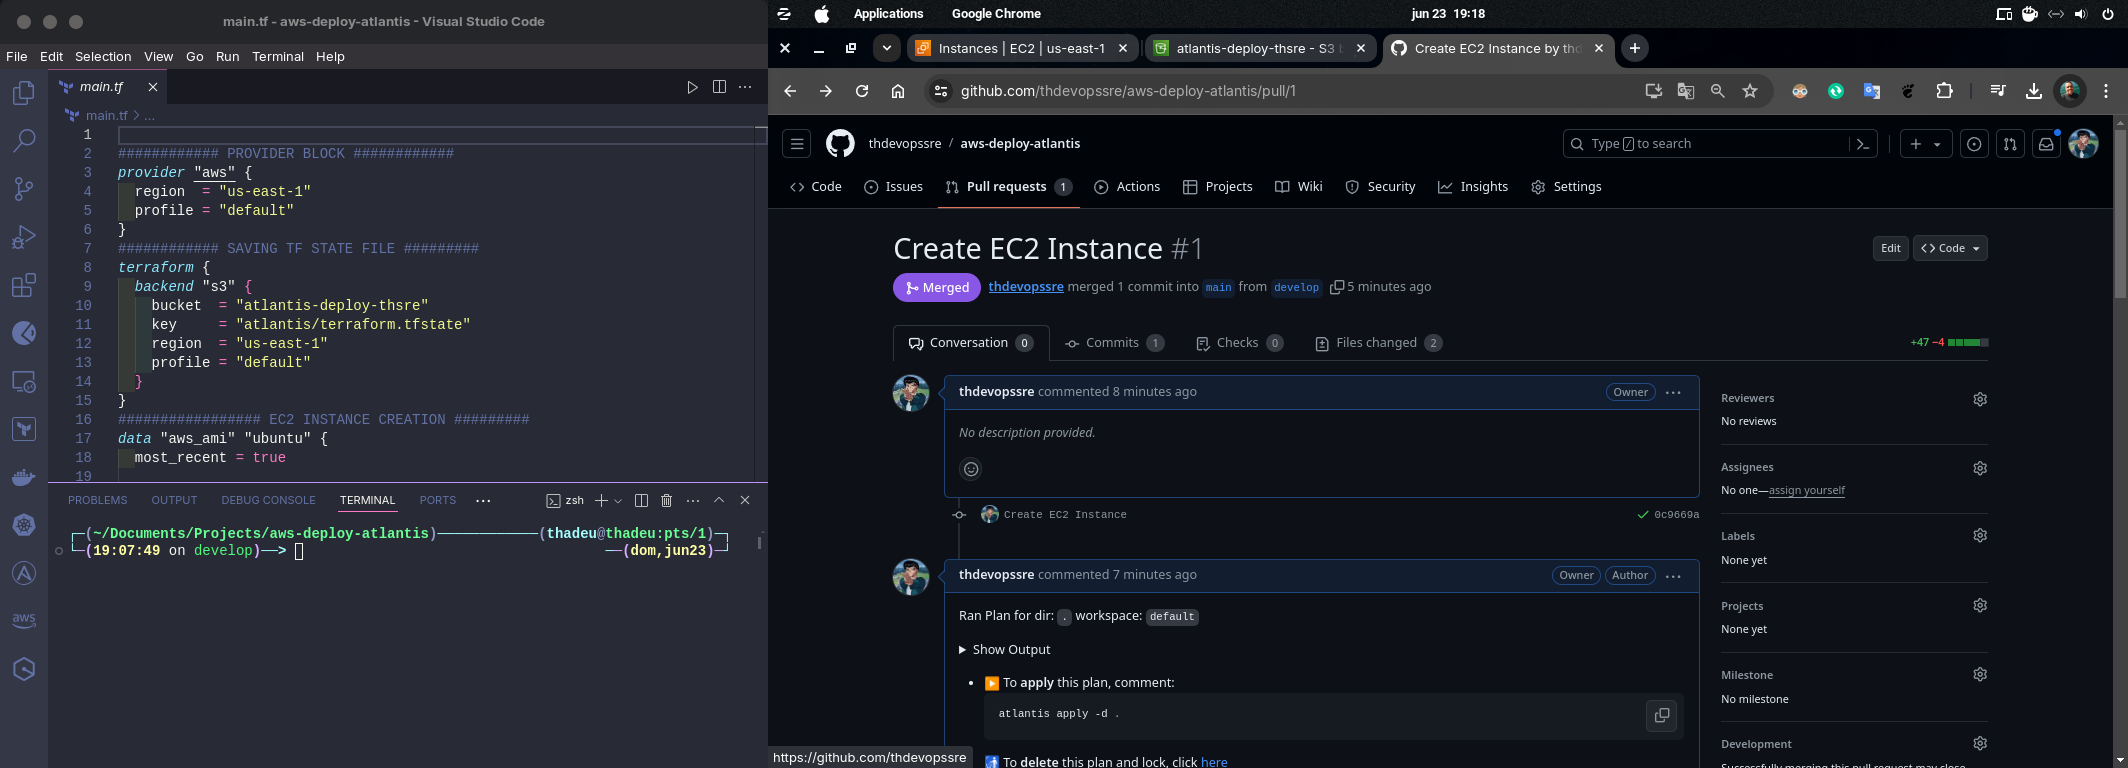 main.tf - aws-deploy-atlantis - Visual Studio Code
File Edit Selection View Go Run Terminal Help
main.tf
main.tf > ...
1
2 ############ PROVIDER BLOCK ############
3 provider "aws" {
4 region = "us-east-1"
5 profile = "default"
6 }
7 ############ SAVING TF STATE FILE #########
8 terraform {
9 backend "s3" {
10 bucket = "atlantis-deploy-thsre"
11 key = "atlantis/terraform.tfstate"
12 region = "us-east-1"
13 profile = "default"
14 }
15 }
16 ################# EC2 INSTANCE CREATION #########
17 data "aws_ami" "ubuntu" {
18 most_recent = true
19
PROBLEMS OUTPUT DEBUG CONSOLE TERMINAL PORTS ... zsh
(~/Documents/Projects/aws-deploy-atlantis) (thadeu@thadeu:pts/1)
(19:07:49 on develop)──> (dom,jun23)
aws
Applications Google Chrome jun 23 19:18
Instances | EC2 | us-east-1
atlantis-deploy-thsre - S3 b
Create EC2 Instance by thd
github.com/thdevopssre/aws-deploy-atlantis/pull/1
thdevopssre / aws-deploy-atlantis
Type / to search
Code Issues Pull requests 1 Actions Projects Wiki Security Insights Settings
Create EC2 Instance #1
Edit <> Code
Merged thdevopssre merged 1 commit into main from develop 5 minutes ago
Conversation 0 Commits 1 Checks 0 Files changed 2
+47 −4
thdevopssre commented 8 minutes ago Owner ...
No description provided.
Create EC2 Instance 0c9669a
thdevopssre commented 7 minutes ago Owner Author ...
Ran Plan for dir: . workspace: default
Show Output
To apply this plan, comment:
atlantis apply -d .
To delete this plan and lock, click here
Reviewers
No reviews
Assignees
No one—assign yourself
Labels
None yet
Projects
None yet
Milestone
No milestone
Development
Successfully merging this pull request may close
https://github.com/thdevopssre